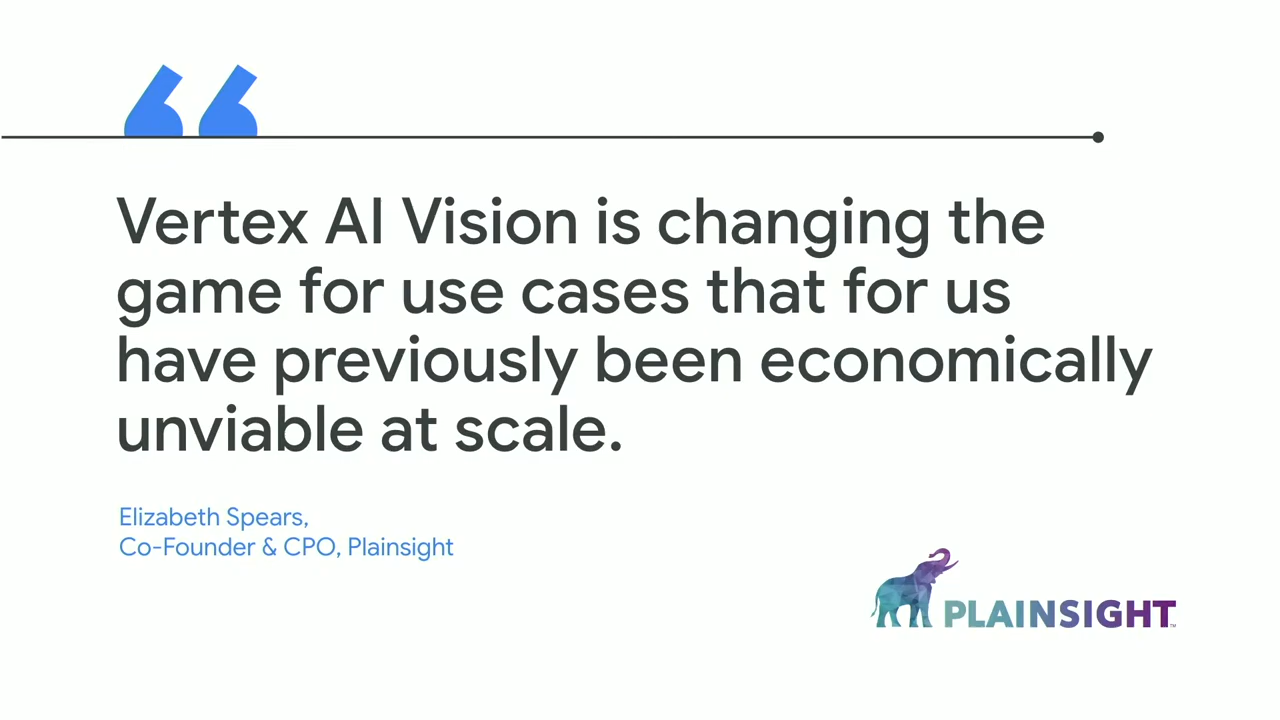 Vertex AI Vision is changing the
game for use cases that for us
have previously been economically
unviable at scale.
Elizabeth Spears,
Co-Founder & CPO, Plainsight
PLAINSIGHT™